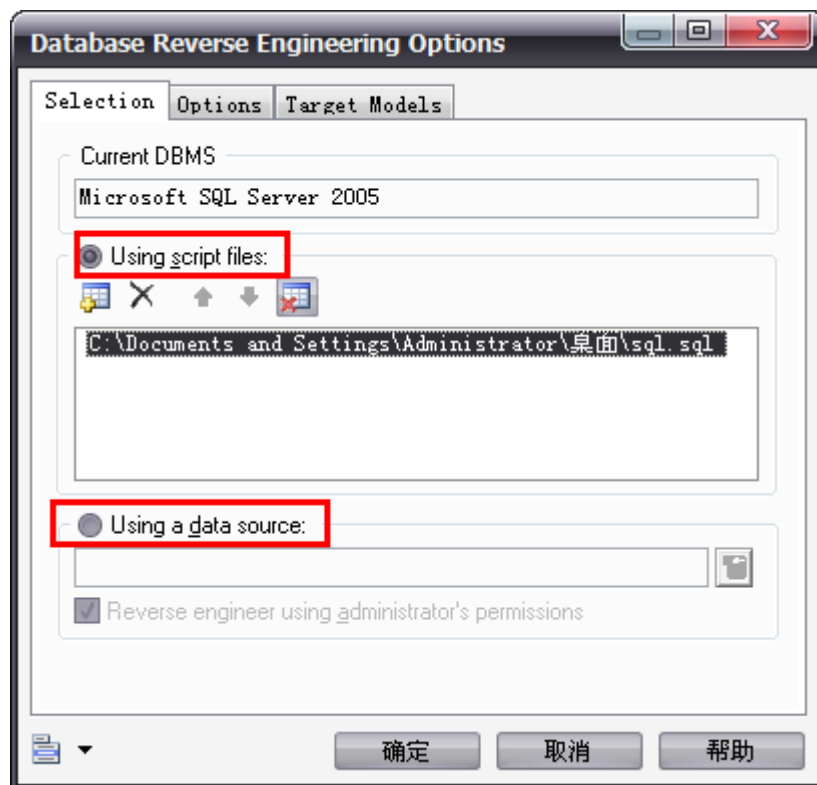 Database Reverse Engineering Options
Selection Options Target Models
Current DBMS
Microsoft SQL Server 2005
Using script files:
C:\Documents and Settings\Administrator\桌面\sql.sql
Using a data source:
Reverse engineer using administrator's permissions
确定 取消 帮助